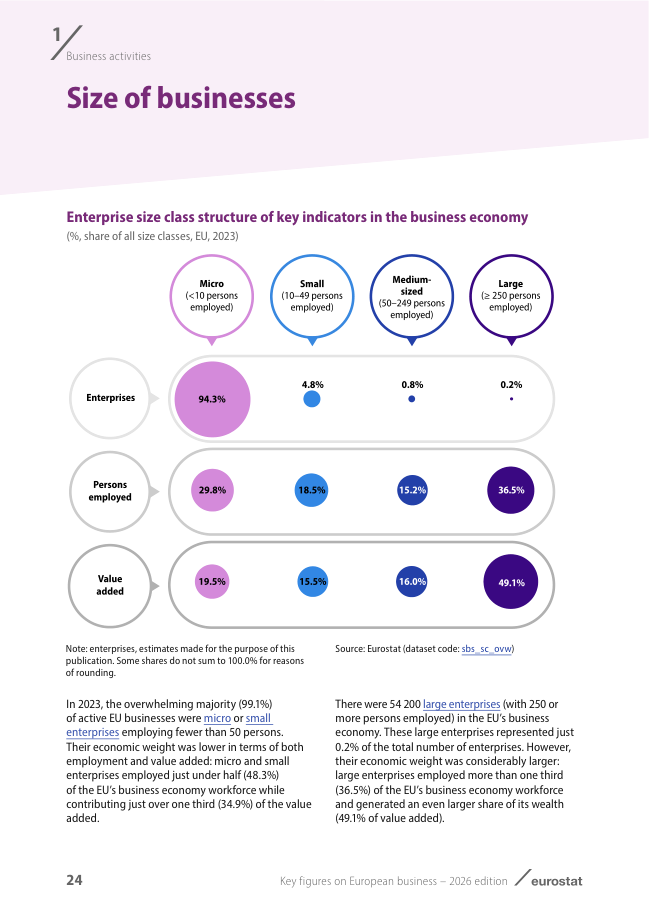 1
Business activities
Size of businesses
Enterprise size class structure of key indicators in the business economy
(%, share of all size classes, EU, 2023)
Micro
(<10 persons
employed)
Small
(10–49 persons
employed)
Medium-
sized
(50–249 persons
employed)
Large
(≥ 250 persons
employed)
Enterprises
94.3%
4.8%
0.8%
0.2%
Persons
employed
29.8%
18.5%
15.2%
36.5%
Value
added
19.5%
15.5%
16.0%
49.1%
Note: enterprises, estimates made for the purpose of this
publication. Some shares do not sum to 100.0% for reasons
of rounding.
Source: Eurostat (dataset code: sbs_sc_ovw)
In 2023, the overwhelming majority (99.1%)
of active EU businesses were micro or small
enterprises employing fewer than 50 persons.
Their economic weight was lower in terms of both
employment and value added: micro and small
enterprises employed just under half (48.3%)
of the EU’s business economy workforce while
contributing just over one third (34.9%) of the value
added.
There were 54 200 large enterprises (with 250 or
more persons employed) in the EU’s business
economy. These large enterprises represented just
0.2% of the total number of enterprises. However,
their economic weight was considerably larger:
large enterprises employed more than one third
(36.5%) of the EU’s business economy workforce
and generated an even larger share of its wealth
(49.1% of value added).
24
Key figures on European business – 2026 edition
eurostat